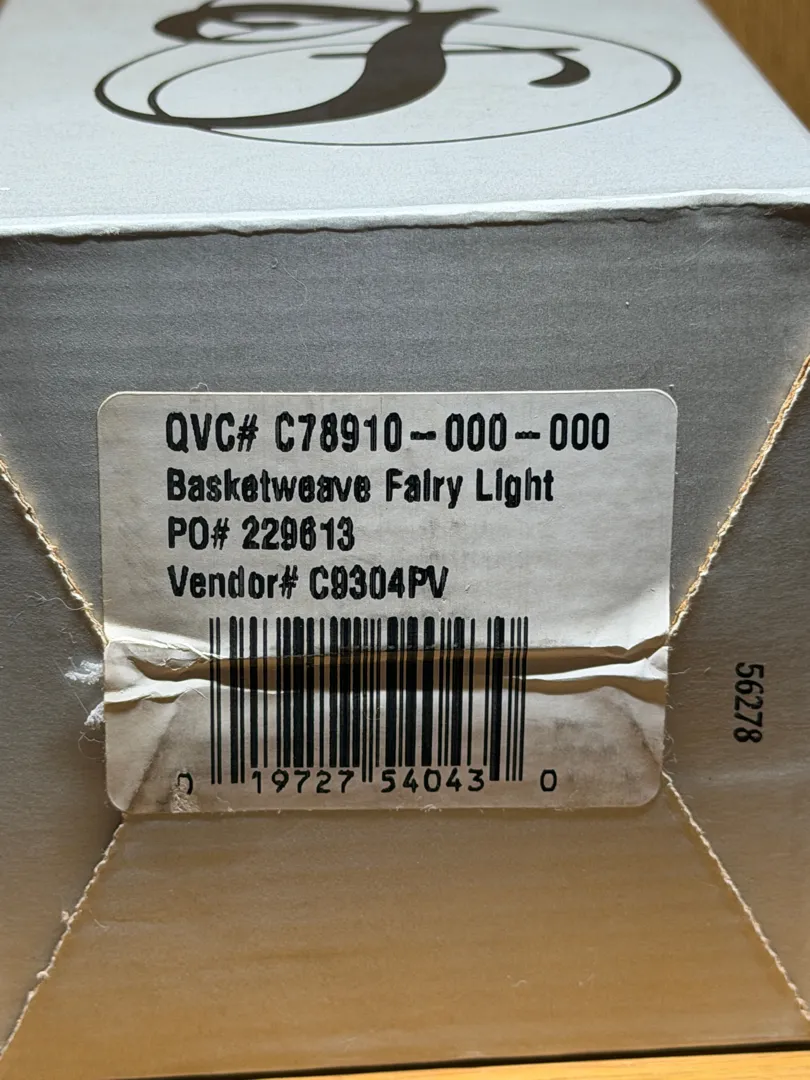 F
QVC# C78910-000-000
Basketweave Fairy Light
PO# 229613
Vendor# C9304PV
0 19727 54043 0
56278